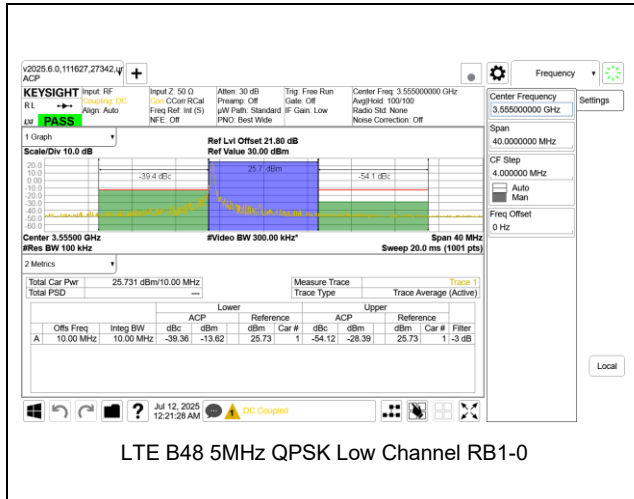 v2025.6.0,111627,27342
ACP
Frequency
KEYSIGHT
RL
PASS
Input: RF
Coupling: DC
Align: Auto
Input Z: 50 Ω
Corr CCorr RCal
Freq Ref: Int (S)
NFE: Off
Atten: 30 dB
Preamp: Off
µW Path: Standard
PNO: Best Wide
Trig: Free Run
Gate: Off
IF Gain: Low
Center Freq: 3.555000000 GHz
Avg|Hold: 100/100
Radio Std: None
Noise Correction: Off
Center Frequency
3.555000000 GHz
Settings
Span
40.0000000 MHz
CF Step
4.000000 MHz
Auto
Man
Freq Offset
0 Hz
Local
1 Graph
Scale/Div 10.0 dB
Ref Lvl Offset 21.80 dB
Ref Value 30.00 dBm
20.0
10.0
0.00
-10.0
-20.0
-30.0
-40.0
-50.0
-60.0
-39.4 dBc
25.7 dBm
-54.1 dBc
Center 3.55500 GHz
#Video BW 300.00 kHz*
Span 40 MHz
#Res BW 100 kHz
Sweep 20.0 ms (1001 pts)
2 Metrics
Total Car Pwr 25.731 dBm/10.00 MHz
Total PSD ---
Measure Trace Trace 1
Trace Type Trace Average (Active)
Lower Upper
ACP Reference ACP Reference
Offs Freq Integ BW dBc dBm dBm Car # dBc dBm dBm Car # Filter
A 10.00 MHz 10.00 MHz -39.36 -13.62 25.73 1 -54.12 -28.39 25.73 1 -3 dB
Jul 12, 2025
12:21:28 AM
DC Coupled
LTE B48 5MHz QPSK Low Channel RB1-0